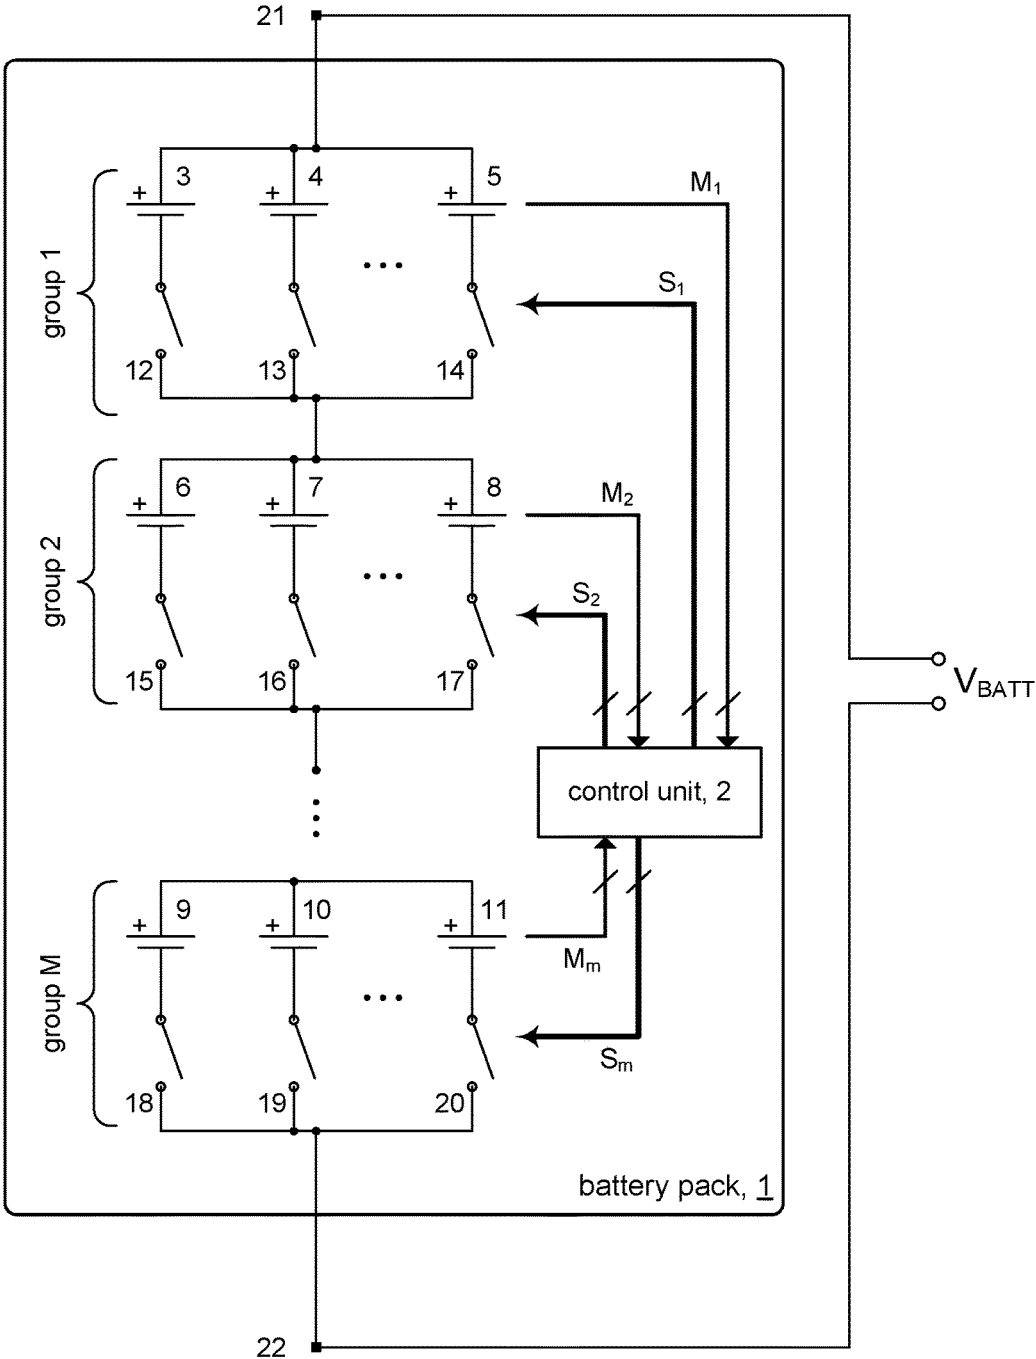 21
3 4 5
+ + +
M₁
group 1
• • •
S₁
12 13 14
6 7 8
+ + +
M₂
group 2
• • •
S₂
15 16 17
V_BATT
control unit, 2
9 10 11
+ + +
Mₘ
group M
• • •
Sₘ
18 19 20
battery pack, 1
22